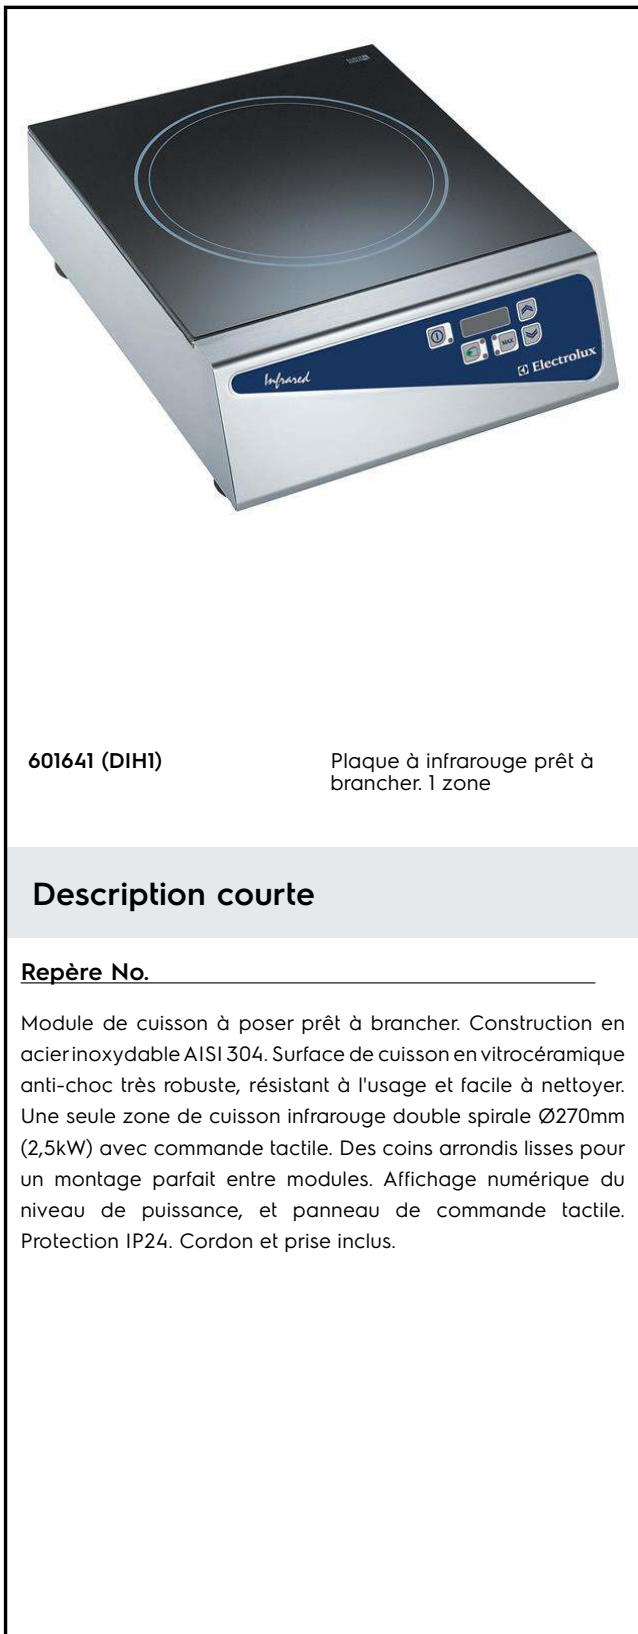 MAX
Infrared
Electrolux
601641 (DIH1)
Plaque à infrarouge prêt à
brancher. 1 zone
Description courte
Repère No.
Module de cuisson à poser prêt à brancher. Construction en
acier inoxydable AISI 304. Surface de cuisson en vitrocéramique
anti-choc très robuste, résistant à l'usage et facile à nettoyer.
Une seule zone de cuisson infrarouge double spirale Ø270mm
(2,5kW) avec commande tactile. Des coins arrondis lisses pour
un montage parfait entre modules. Affichage numérique du
niveau de puissance, et panneau de commande tactile.
Protection IP24. Cordon et prise inclus.